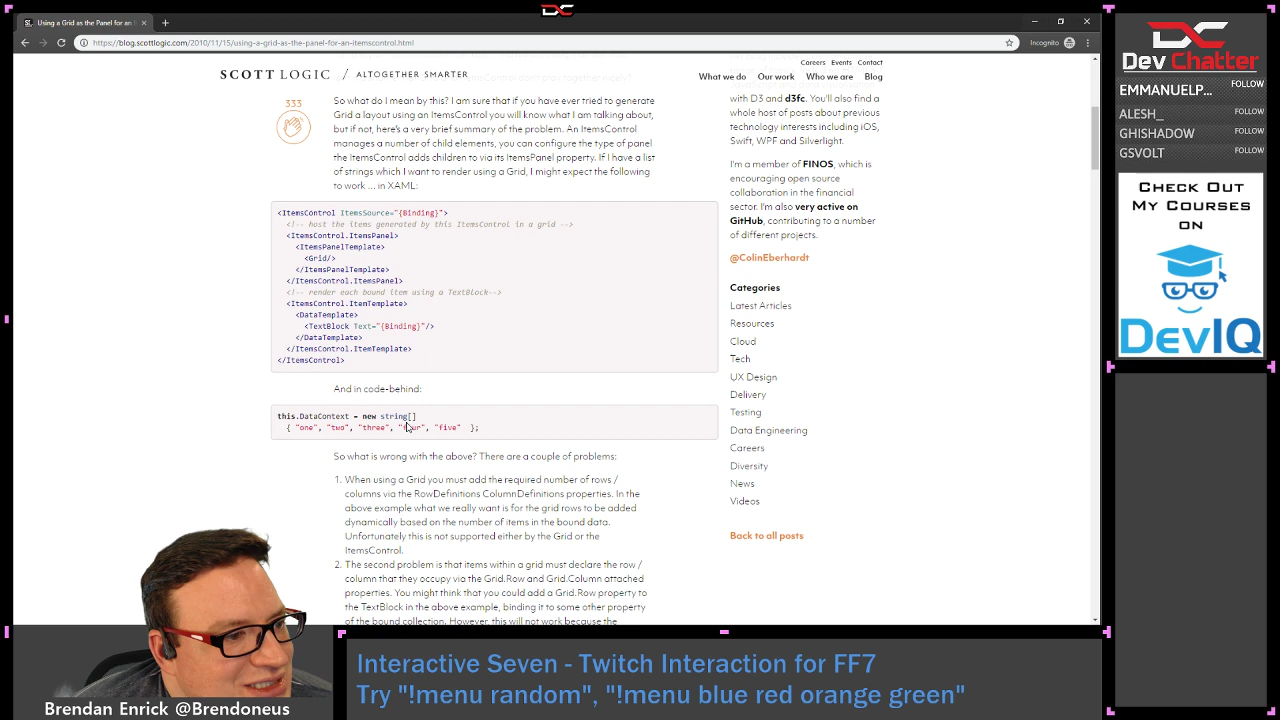 Using a Grid as the Panel for an I
https://blog.scottlogic.com/2010/11/15/using-a-grid-as-the-panel-for-an-itemscontrol.html
Incognito
SCOTT LOGIC / ALTOGETHER SMARTER
Careers Events Contact
What we do Our work Who we are Blog
333
So what do I mean by this? I am sure that if you have ever tried to generate
Grid a layout using an ItemsControl you will know what I am talking about,
but if not, here's a very brief summary of the problem. An ItemsControl
manages a number of child elements, you can configure the type of panel
the ItemsControl adds children to via its ItemsPanel property. If I have a list
of strings which I want to render using a Grid, I might expect the following
to work ... in XAML:
<ItemsControl ItemsSource="{Binding}">
<!-- host the items generated by this ItemsControl in a grid -->
<ItemsControl.ItemsPanel>
<ItemsPanelTemplate>
<Grid/>
</ItemsPanelTemplate>
</ItemsControl.ItemsPanel>
<!-- render each bound item using a TextBlock-->
<ItemsControl.ItemTemplate>
<DataTemplate>
<TextBlock Text="{Binding}"/>
</DataTemplate>
</ItemsControl.ItemTemplate>
</ItemsControl>
And in code-behind:
this.DataContext = new string[]
{ "one", "two", "three", "four", "five" };
So what is wrong with the above? There are a couple of problems:
1. When using a Grid you must add the required number of rows /
columns via the RowDefinitions ColumnDefinitions properties. In the
above example what we really want is for the grid rows to be added
dynamically based on the number of items in the bound data.
Unfortunately this is not supported either by the Grid or the
ItemsControl.
2. The second problem is that items within a grid must declare the row /
column that they occupy via the Grid.Row and Grid.Column attached
properties. You might think that you could add a Grid.Row property to
the TextBlock in the above example, binding it to some other property
of the bound collection. However, this will not work because the
with D3 and d3fc. You'll also find a
whole host of posts about previous
technology interests including iOS,
Swift, WPF and Silverlight.
I'm a member of FINOS, which is
encouraging open source
collaboration in the financial
sector. I'm also very active on
GitHub, contributing to a number
of different projects.
@ColinEberhardt
Categories
Latest Articles
Resources
Cloud
Tech
UX Design
Delivery
Testing
Data Engineering
Careers
Diversity
News
Videos
Back to all posts
DC
Dev Chatter
EMMANUELP... FOLLOW
ALESH_ FOLLOW
GHISHADOW FOLLOW
GSVOLT FOLLOW
CHECK OUT
MY COURSES
ON
DevIQ
Interactive Seven - Twitch Interaction for FF7
Try "!menu random", "!menu blue red orange green"
Brendan Enrick @Brendoneus